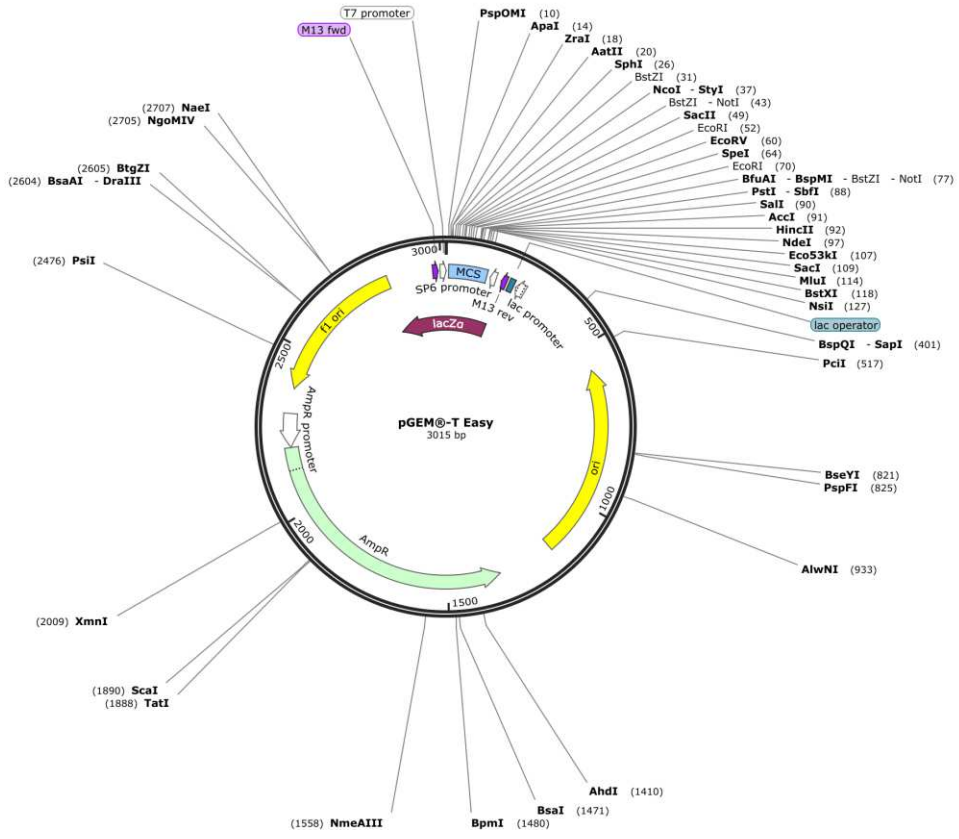 T7 promoter
M13 fwd
PspOMI (10)
ApaI (14)
ZraI (18)
AatII (20)
SphI (26)
BstZI (31)
NcoI - StyI (37)
BstZI - NotI (43)
SacII (49)
EcoRI (52)
EcoRV (60)
SpeI (64)
EcoRI (70)
BfuAI - BspMI - BstZI - NotI (77)
PstI - SbfI (88)
SalI (90)
AccI (91)
HincII (92)
NdeI (97)
Eco53kI (107)
SacI (109)
MluI (114)
BstXI (118)
NsiI (127)
lac operator
BspQI - SapI (401)
PciI (517)
BseYI (821)
PspFI (825)
AlwNI (933)
AhdI (1410)
BsaI (1471)
BpmI (1480)
(1558) NmeAIII
(1888) TatI
(1890) ScaI
(2009) XmnI
(2476) PsiI
(2604) BsaAI - DraIII
(2605) BtgZI
(2705) NgoMIV
(2707) NaeI
3000
500
1000
1500
2000
2500
MCS
SP6 promoter
M13 rev
lac promoter
lacZα
f1 ori
AmpR promoter
AmpR
ori
pGEM®-T Easy
3015 bp